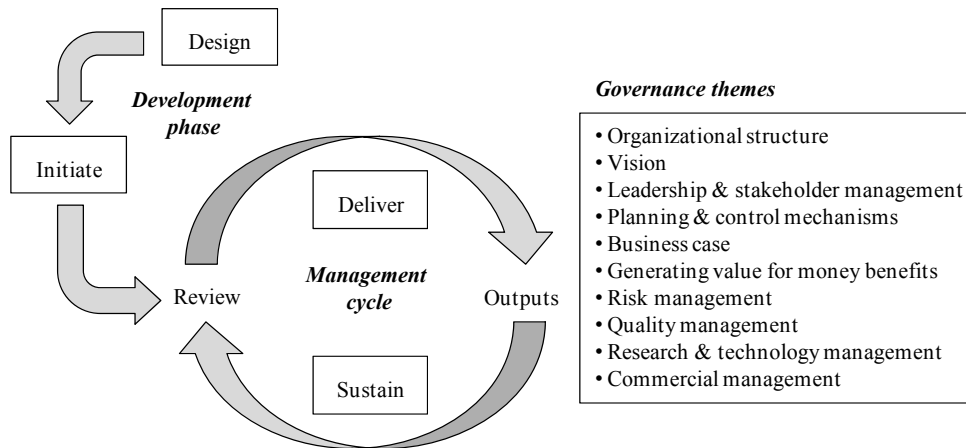 Design
Development
phase
Initiate
Deliver
Review
Management
cycle
Outputs
Sustain
Governance themes
• Organizational structure
• Vision
• Leadership & stakeholder management
• Planning & control mechanisms
• Business case
• Generating value for money benefits
• Risk management
• Quality management
• Research & technology management
• Commercial management